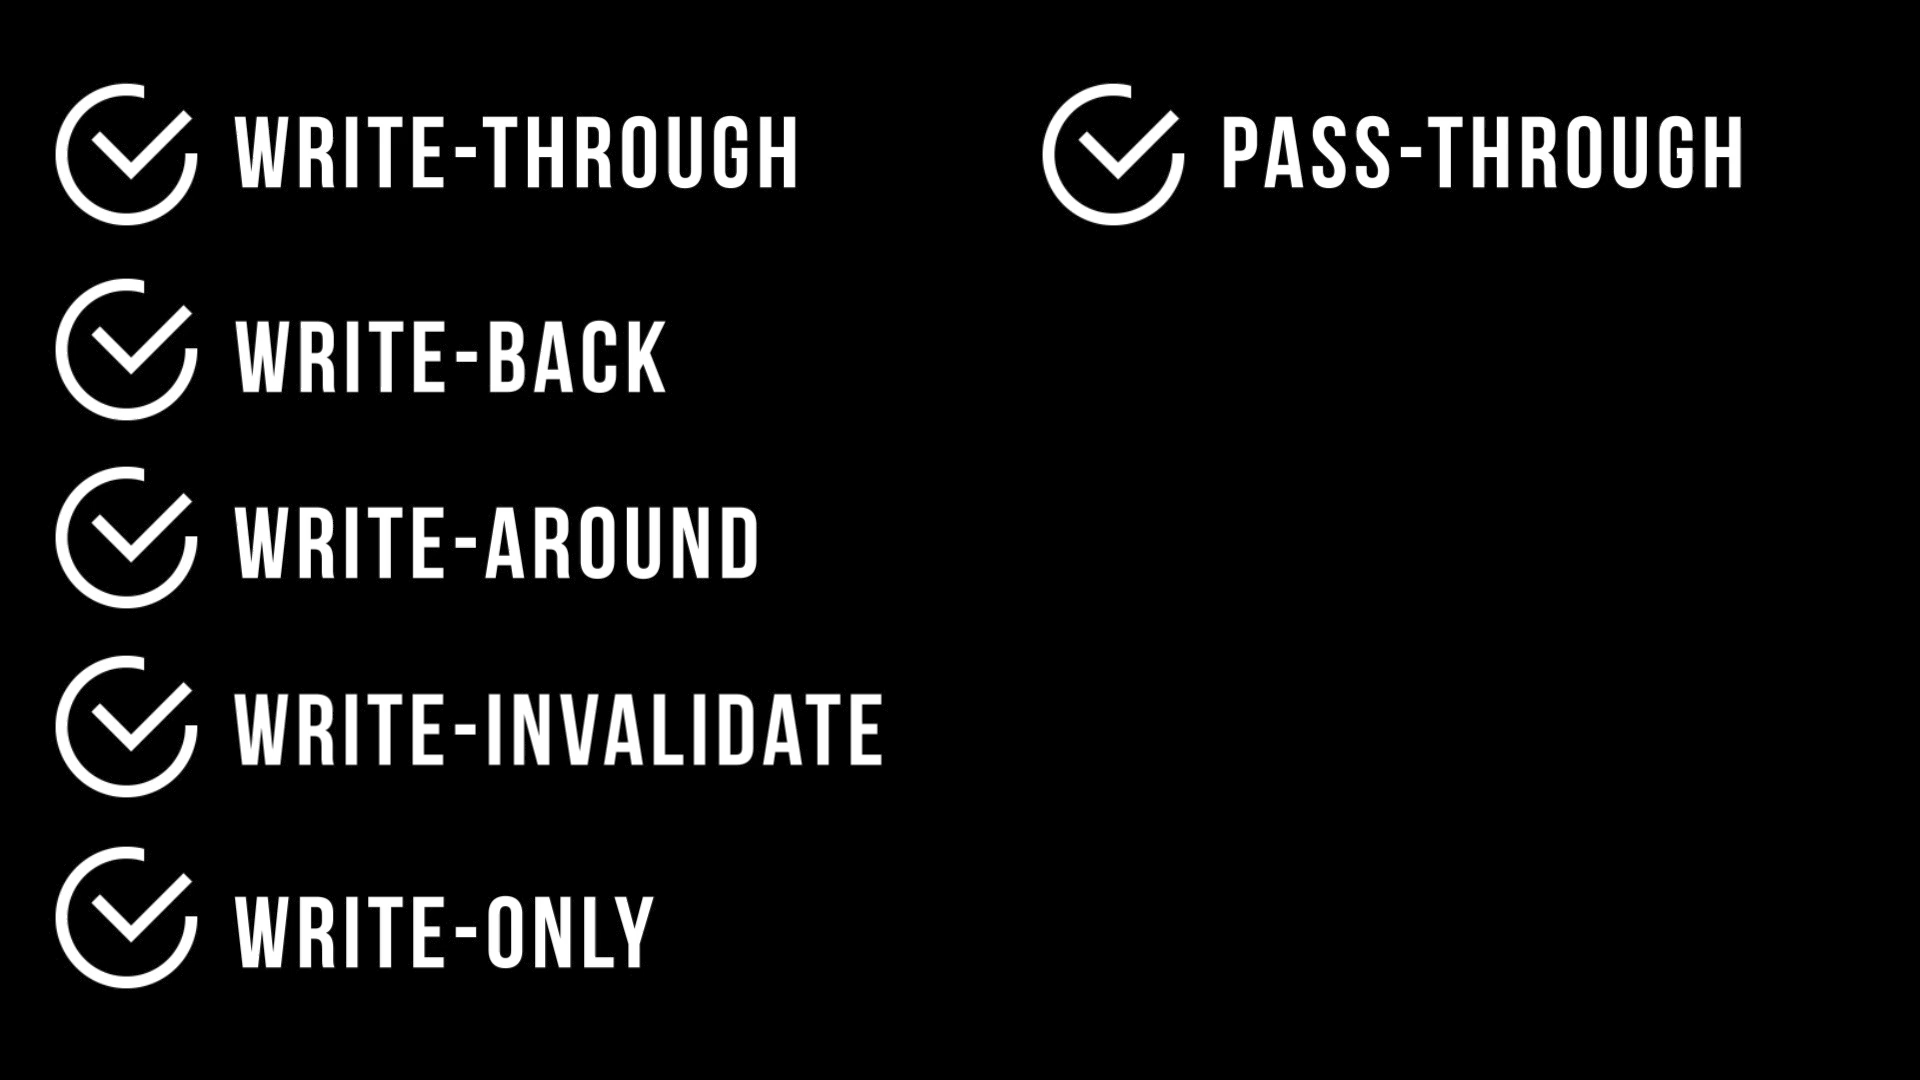 WRITE-THROUGH
WRITE-BACK
WRITE-AROUND
WRITE-INVALIDATE
WRITE-ONLY
PASS-THROUGH